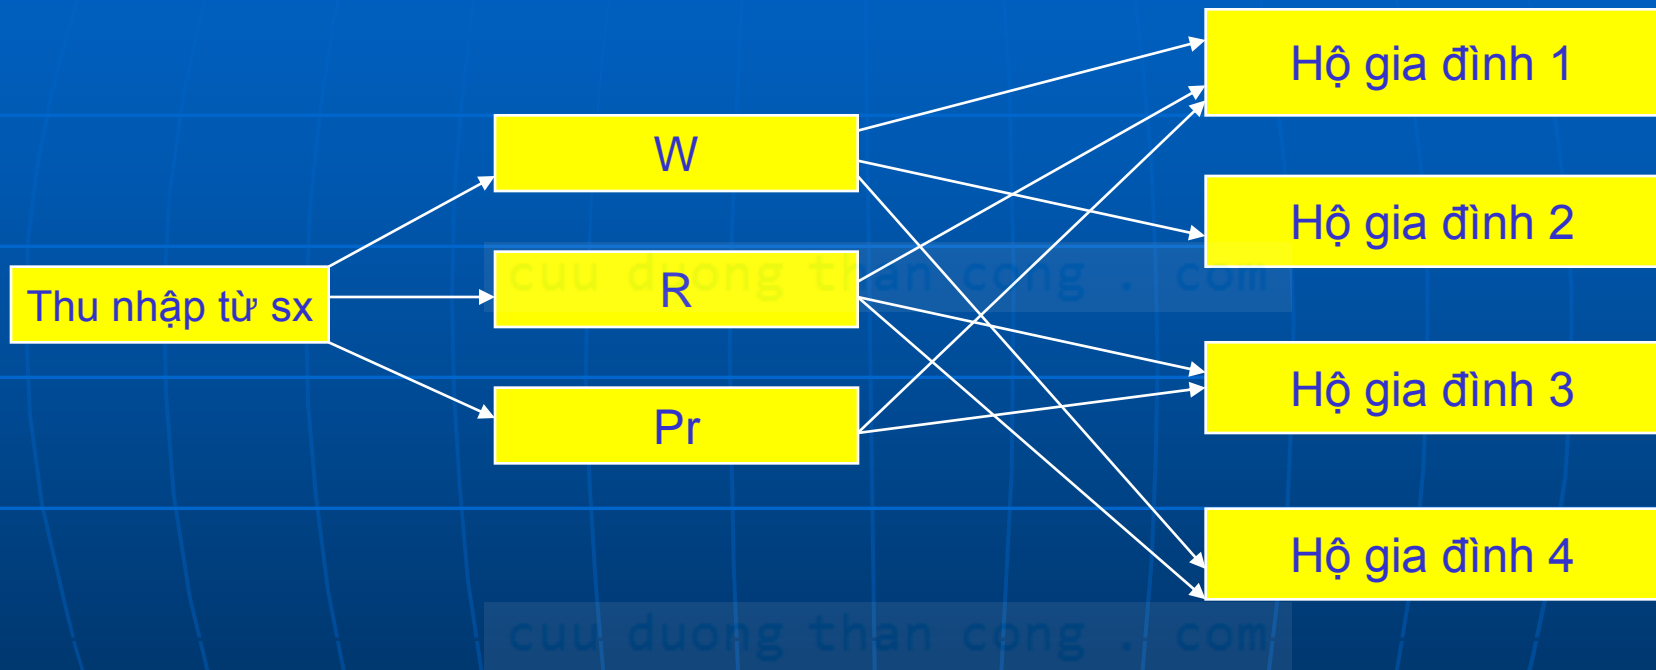 Thu nhập từ sx
W
R
Pr
Hộ gia đình 1
Hộ gia đình 2
Hộ gia đình 3
Hộ gia đình 4
cuu duong than cong . com
cuu duong than cong . com